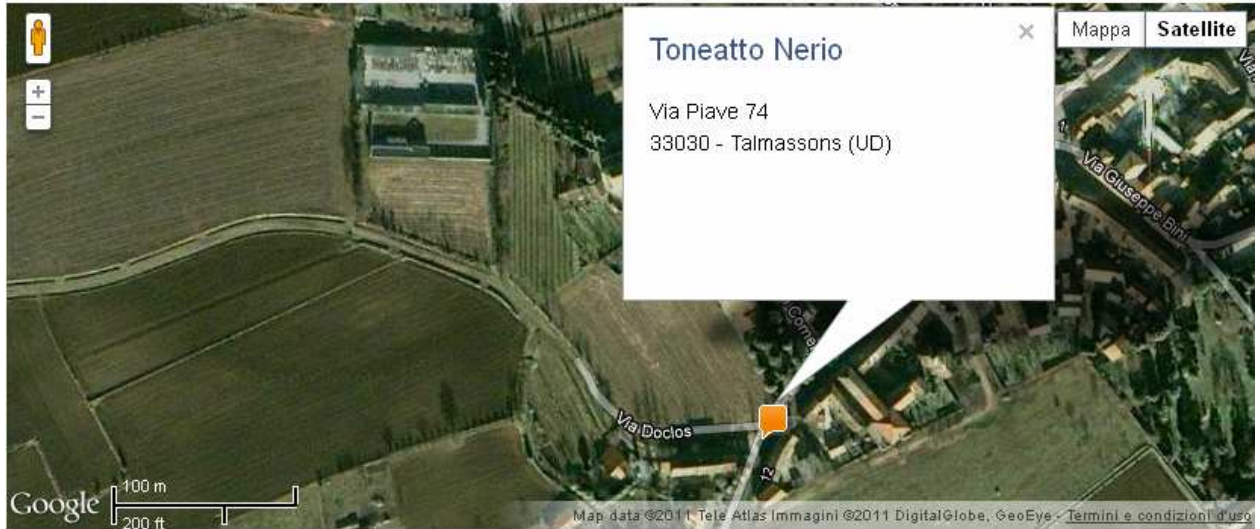 Toneatto Nerio
×
Via Piave 74
33030 - Talmassons (UD)
Mappa
Satellite
+
−
Via Giuseppe Bini
Via Doclos
12
Google
100 m
200 ft
Map data ©2011 Tele Atlas Immagini ©2011 DigitalGlobe, GeoEye - Termini e condizioni d'uso